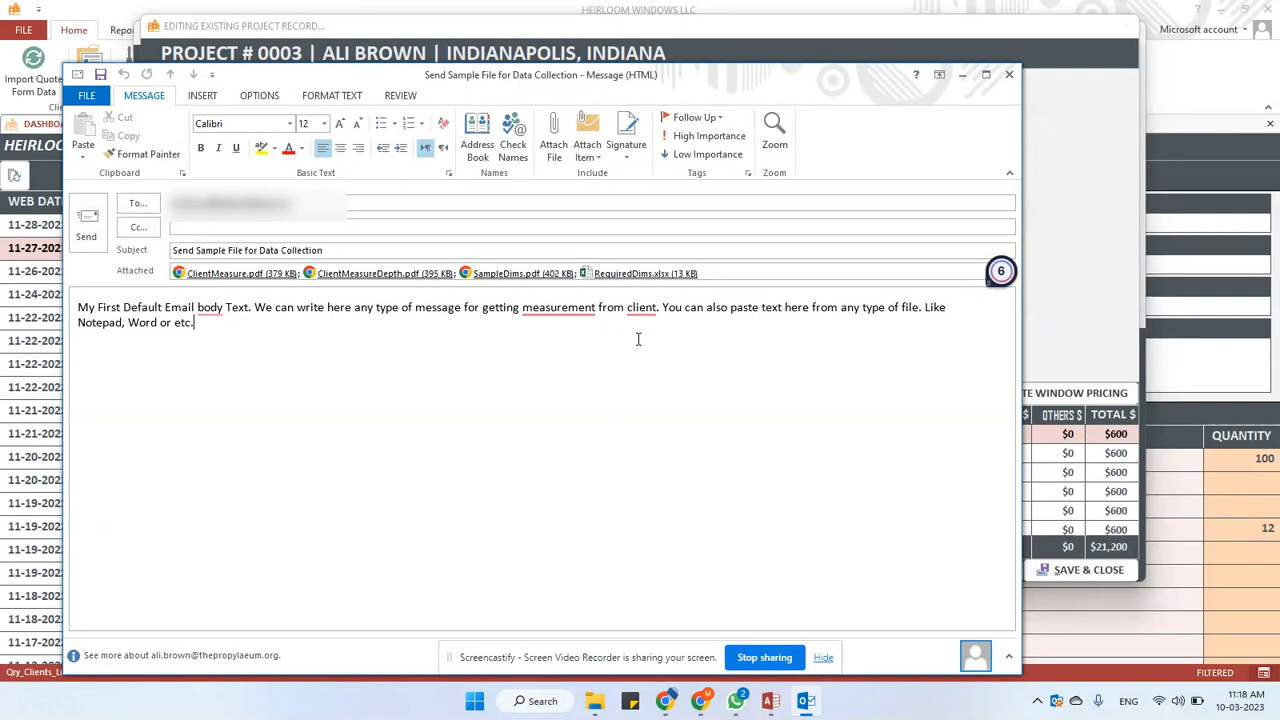 HEIRLOOM WINDOWS LLC
EDITING EXISTING PROJECT RECORD...
FILE Home Repor
Microsoft account
PROJECT # 0003 | ALI BROWN | INDIANAPOLIS, INDIANA
Import Quote
Form Data
Send Sample File for Data Collection - Message (HTML)
FILE MESSAGE INSERT OPTIONS FORMAT TEXT REVIEW
Paste
Cut
Copy
Format Painter
Clipboard
Calibri 12
B I U
Basic Text
Address Book
Check Names
Names
Attach File
Attach Item
Signature
Include
Follow Up
High Importance
Low Importance
Tags
Zoom
Zoom
DASHBOA
HEIRLOO
Send
To...
Cc...
Subject Send Sample File for Data Collection
Attached ClientMeasure.pdf (379 KB); ClientMeasureDepth.pdf (395 KB); SampleDims.pdf (402 KB); RequiredDims.xlsx (13 KB)
6
My First Default Email body Text. We can write here any type of message for getting measurement from client. You can also paste text here from any type of file. Like
Notepad, Word or etc.
WEB DAT
11-28-202
11-27-202
11-26-202
11-24-202
11-23-202
11-22-202
11-22-202
11-22-202
11-21-202
11-21-202
11-20-202
11-20-202
11-19-202
11-19-202
11-19-202
11-19-202
11-18-202
11-18-202
11-17-202
TE WINDOW PRICING
$ OTHERS $ TOTAL $
$0 $600
$0 $600
$0 $600
$0 $600
$0 $600
$0 $600
$0 $21,200
SAVE & CLOSE
QUANTITY
100
12
See more about ali.brown@thepropylaeum.org.
Screencastify - Screen Video Recorder is sharing your screen. Stop sharing Hide
Qry_Clients_Li
FILTERED
Search
2
ENG
11:18 AM
10-03-2023